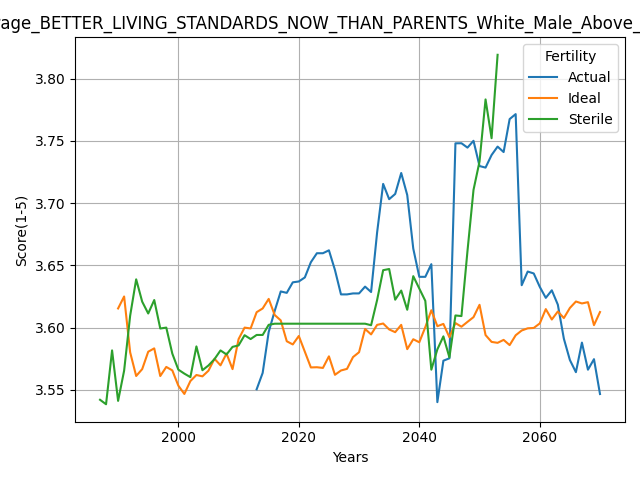 rage_BETTER_LIVING_STANDARDS_NOW_THAN_PARENTS_White_Male_Above_
Fertility
Actual
Ideal
Sterile
3.80
3.75
3.70
3.65
3.60
3.55
Score(1-5)
2000 2020 2040 2060
Years